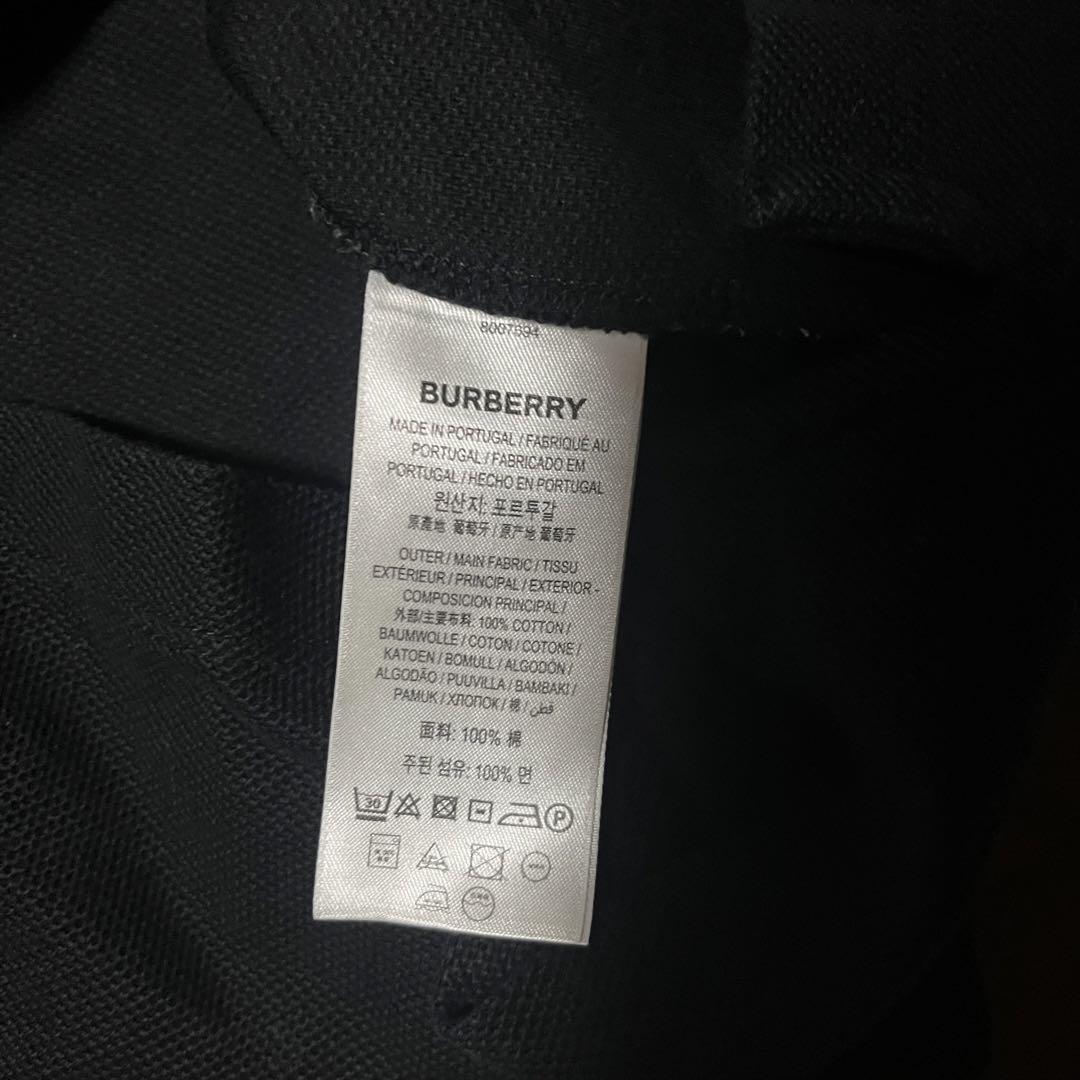 8007694
BURBERRY
MADE IN PORTUGAL / FABRIQUÉ AU
PORTUGAL / FABRICADO EM
PORTUGAL / HECHO EN PORTUGAL
원산지: 포르투갈
原產地 葡萄牙 / 原产地 葡萄牙
OUTER / MAIN FABRIC / TISSU
EXTÉRIEUR / PRINCIPAL / EXTERIOR -
COMPOSICION PRINCIPAL /
外部/主要布料: 100% COTTON /
BAUMWOLLE / COTON / COTONE /
KATOEN / BOMULL / ALGODÓN /
ALGODÃO / PUUVILLA / BAMBAKI /
PAMUK / ХЛОПОК / 棉 / قطن
面料: 100% 棉
주된 섬유: 100% 면
30 P